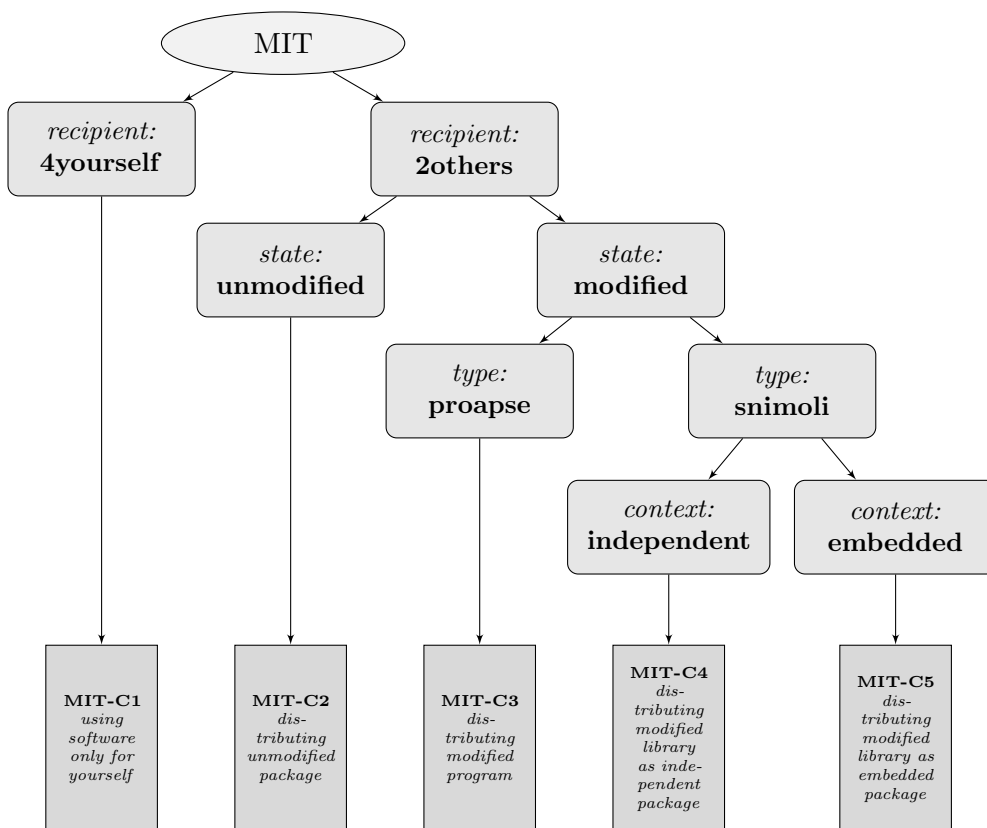 MIT
recipient:
4yourself
recipient:
2others
state:
unmodified
state:
modified
type:
proapse
type:
snimoli
context:
independent
context:
embedded
MIT-C1
using
software
only for
yourself
MIT-C2
dis-
tributing
unmodified
package
MIT-C3
dis-
tributing
modified
program
MIT-C4
dis-
tributing
modified
library
as inde-
pendent
package
MIT-C5
dis-
tributing
modified
library as
embedded
package